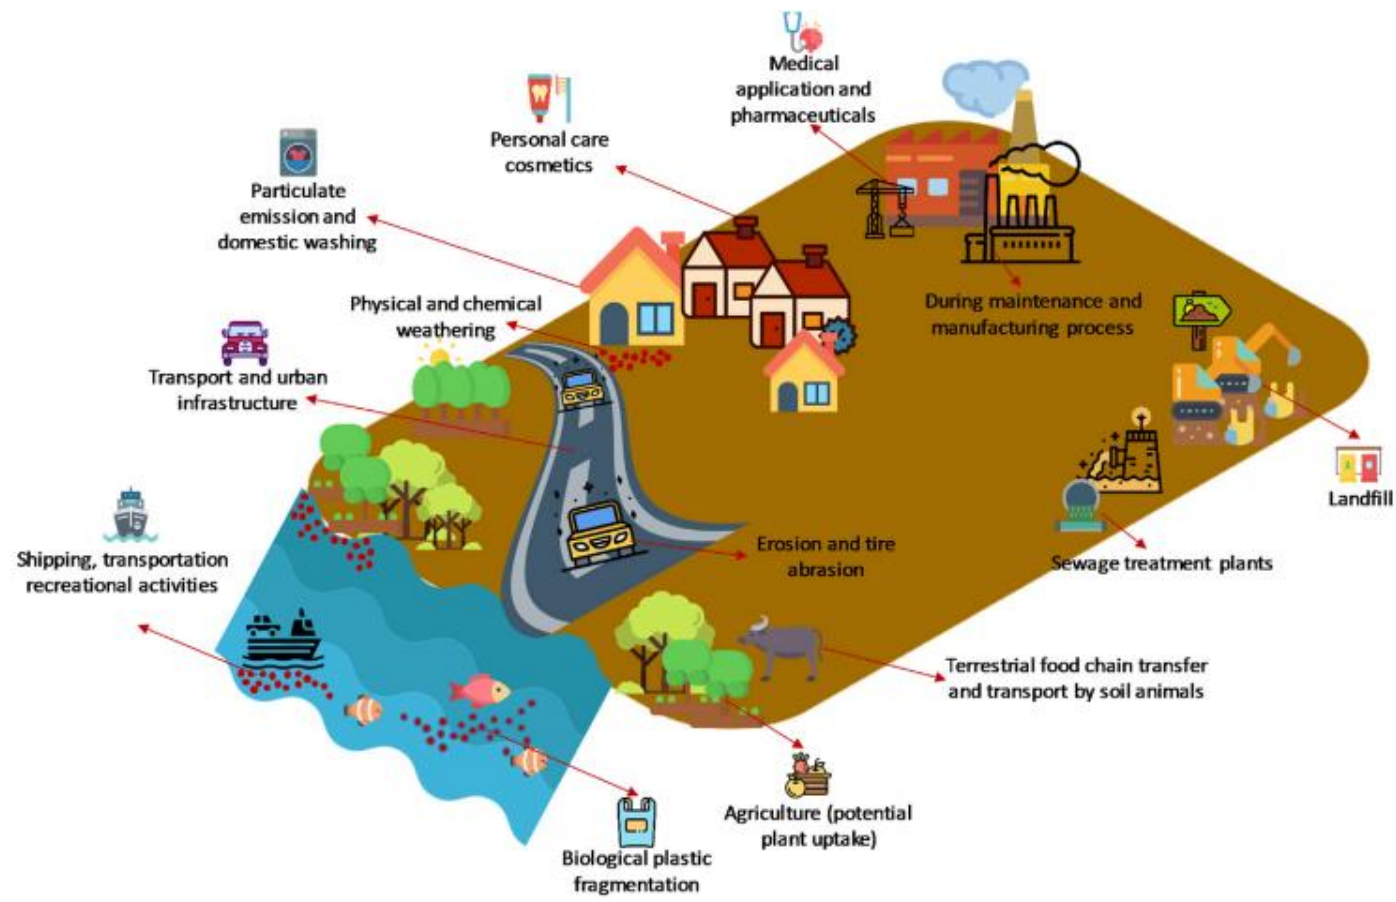 Medical
application and
pharmaceuticals
Personal care
cosmetics
Particulate
emission and
domestic washing
Physical and chemical
weathering
During maintenance and
manufacturing process
Transport and urban
infrastructure
Landfill
Shipping, transportation
recreational activities
Erosion and tire
abrasion
Sewage treatment plants
Terrestrial food chain transfer
and transport by soil animals
Agriculture (potential
plant uptake)
Biological plastic
fragmentation